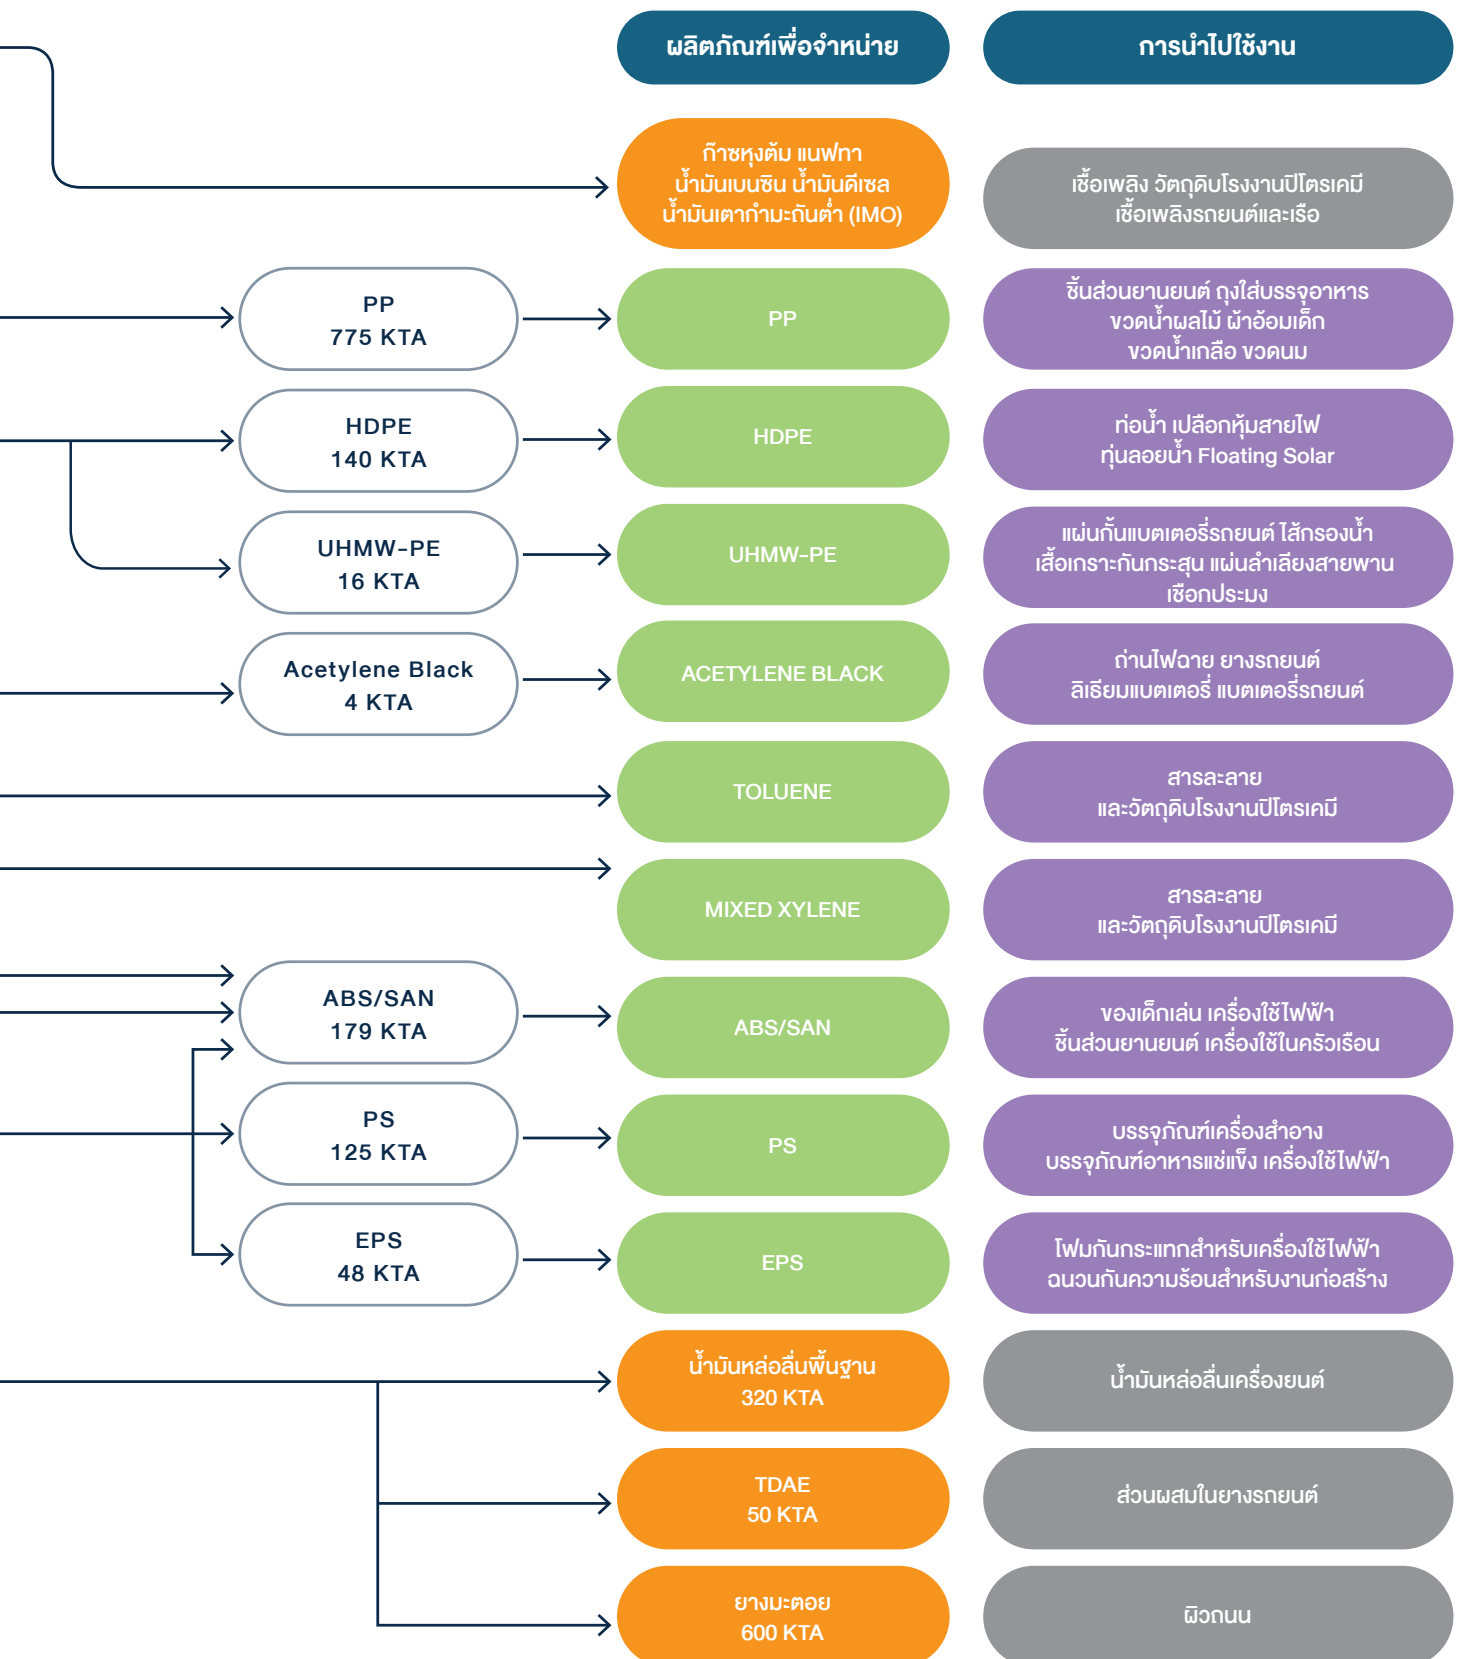 ผลิตภัณฑ์เพื่อจำหน่าย
การนำไปใช้งาน
ก๊าซหุงต้ม แนฟทา
น้ำมันเบนซิน น้ำมันดีเซล
น้ำมันเตากำมะถันต่ำ (IMO)
เชื้อเพลิง วัตถุดิบโรงงานปิโตรเคมี
เชื้อเพลิงรถยนต์และเรือ
PP
775 KTA
PP
ชิ้นส่วนยานยนต์ ถุงใส่บรรจุอาหาร
ขวดน้ำผลไม้ ผ้าอ้อมเด็ก
ขวดน้ำเกลือ ขวดนม
HDPE
140 KTA
HDPE
ท่อน้ำ เปลือกหุ้มสายไฟ
ทุ่นลอยน้ำ Floating Solar
UHMW-PE
16 KTA
UHMW-PE
แผ่นกั้นแบตเตอรี่รถยนต์ ไส้กรองน้ำ
เสื้อเกราะกันกระสุน แผ่นลำเลียงสายพาน
เชือกประมง
Acetylene Black
4 KTA
ACETYLENE BLACK
ถ่านไฟฉาย ยางรถยนต์
ลิเธียมแบตเตอรี่ แบตเตอรี่รถยนต์
TOLUENE
สารละลาย
และวัตถุดิบโรงงานปิโตรเคมี
MIXED XYLENE
สารละลาย
และวัตถุดิบโรงงานปิโตรเคมี
ABS/SAN
179 KTA
ABS/SAN
ของเด็กเล่น เครื่องใช้ไฟฟ้า
ชิ้นส่วนยานยนต์ เครื่องใช้ในครัวเรือน
PS
125 KTA
PS
บรรจุภัณฑ์เครื่องสำอาง
บรรจุภัณฑ์อาหารแช่แข็ง เครื่องใช้ไฟฟ้า
EPS
48 KTA
EPS
โฟมกันกระแทกสำหรับเครื่องใช้ไฟฟ้า
ฉนวนกันความร้อนสำหรับงานก่อสร้าง
น้ำมันหล่อลื่นพื้นฐาน
320 KTA
น้ำมันหล่อลื่นเครื่องยนต์
TDAE
50 KTA
ส่วนผสมในยางรถยนต์
ยางมะตอย
600 KTA
ผิวถนน